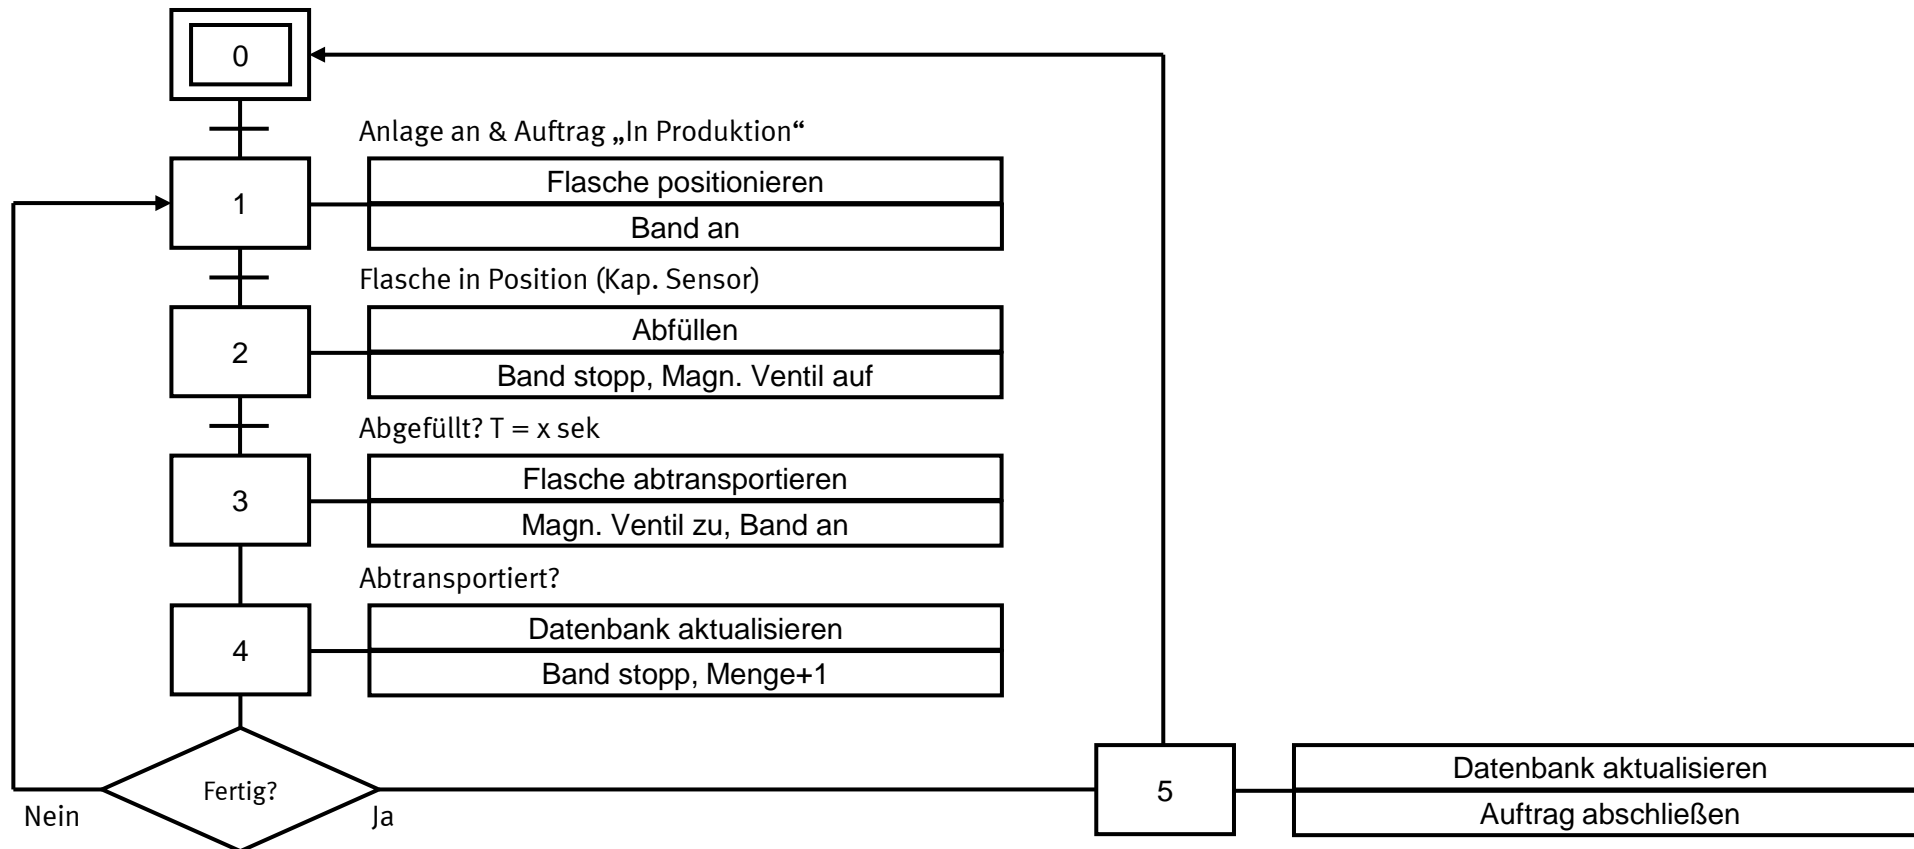 0
Anlage an & Auftrag „In Produktion“
1
Flasche positionieren
Band an
Flasche in Position (Kap. Sensor)
2
Abfüllen
Band stopp, Magn. Ventil auf
Abgefüllt? T = x sek
3
Flasche abtransportieren
Magn. Ventil zu, Band an
Abtransportiert?
4
Datenbank aktualisieren
Band stopp, Menge+1
Fertig?
Nein
Ja
5
Datenbank aktualisieren
Auftrag abschließen